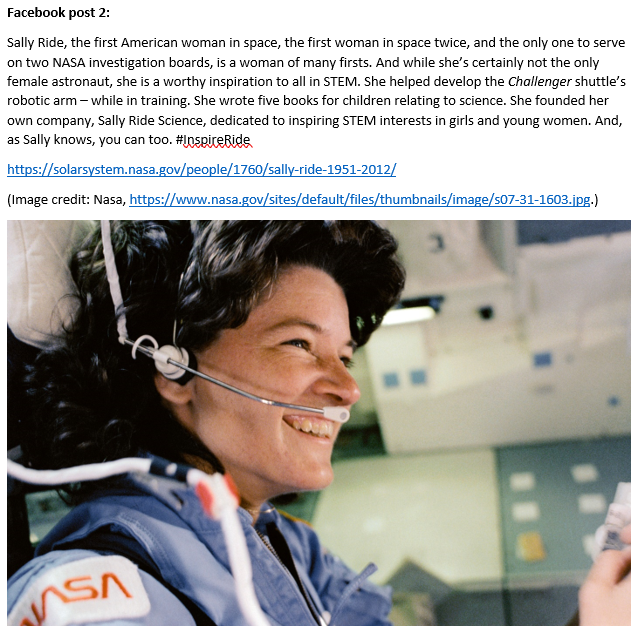 Facebook post 2:
Sally Ride, the first American woman in space, the first woman in space twice, and the only one to serve
on two NASA investigation boards, is a woman of many firsts. And while she’s certainly not the only
female astronaut, she is a worthy inspiration to all in STEM. She helped develop the Challenger shuttle’s
robotic arm – while in training. She wrote five books for children relating to science. She founded her
own company, Sally Ride Science, dedicated to inspiring STEM interests in girls and young women. And,
as Sally knows, you can too. #InspireRide
https://solarsystem.nasa.gov/people/1760/sally-ride-1951-2012/
(Image credit: Nasa, https://www.nasa.gov/sites/default/files/thumbnails/image/s07-31-1603.jpg.)
NASA